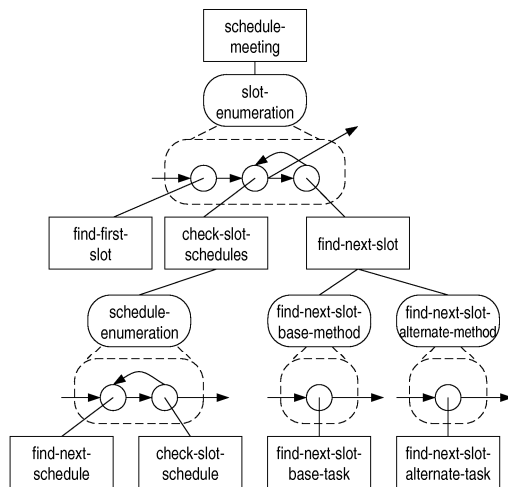 schedule-
meeting
slot-
enumeration
find-first-
slot
check-slot-
schedules
find-next-slot
schedule-
enumeration
find-next-slot-
base-method
find-next-slot-
alternate-method
find-next-
schedule
check-slot-
schedule
find-next-slot-
base-task
find-next-slot-
alternate-task